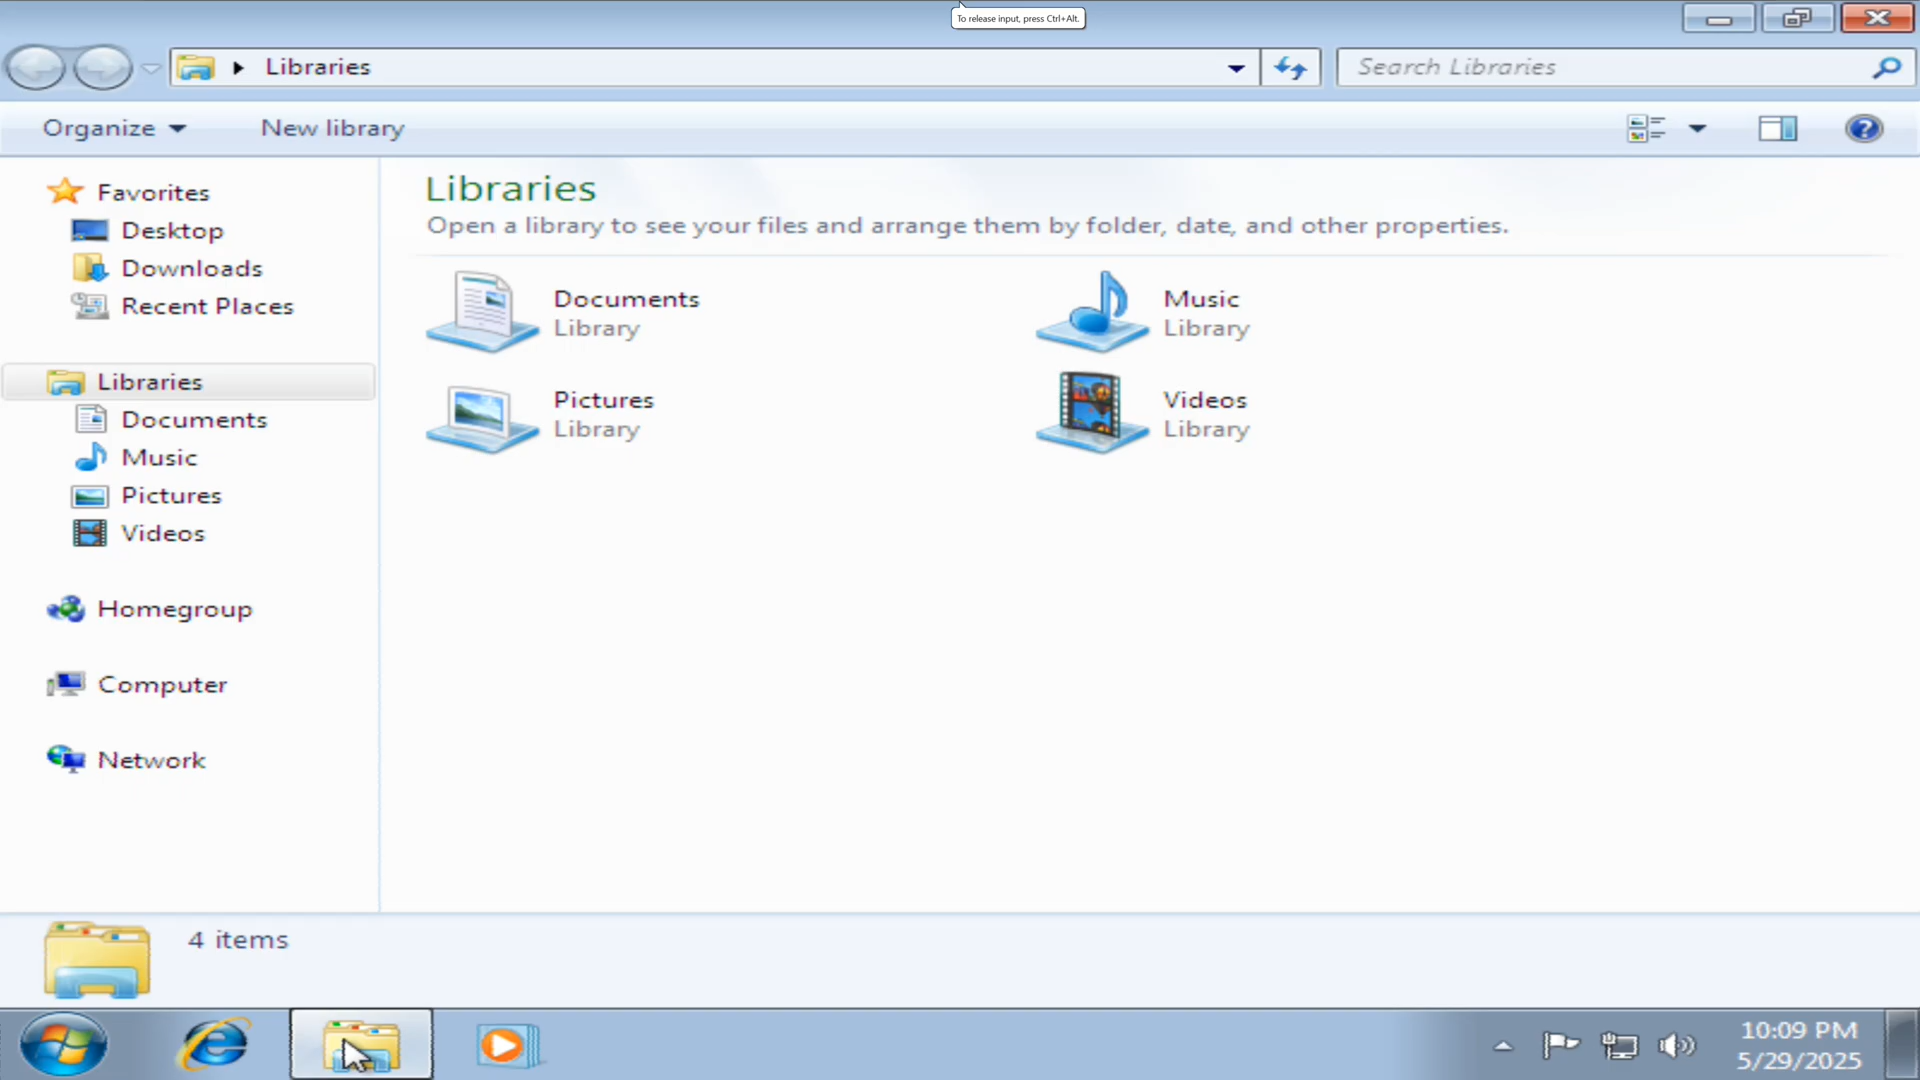 To release input, press Ctrl+Alt.
Libraries
Search Libraries
Organize
New library
Favorites
Desktop
Downloads
Recent Places
Libraries
Documents
Music
Pictures
Videos
Homegroup
Computer
Network
Libraries
Open a library to see your files and arrange them by folder, date, and other properties.
Documents
Library
Music
Library
Pictures
Library
Videos
Library
4 items
10:09 PM
5/29/2025